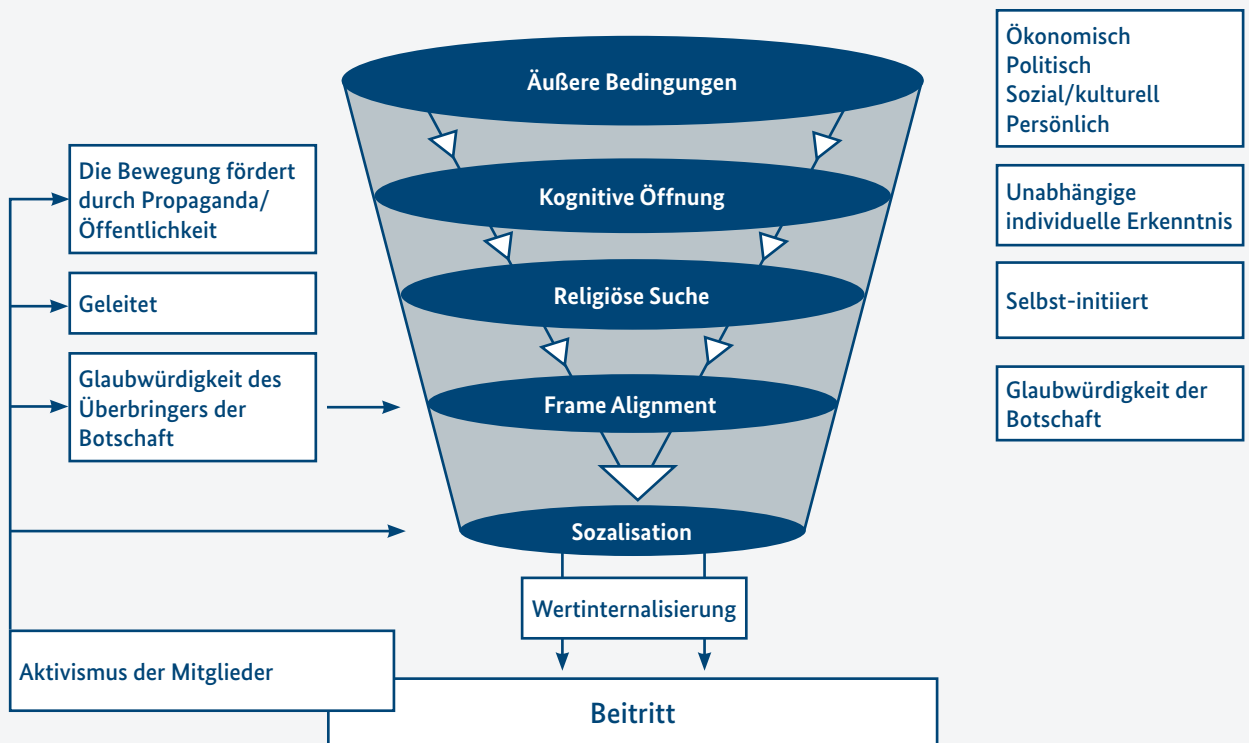 Äußere Bedingungen
Ökonomisch
Politisch
Sozial/kulturell
Persönlich
Die Bewegung fördert
durch Propaganda/
Öffentlichkeit
Kognitive Öffnung
Unabhängige
individuelle Erkenntnis
Geleitet
Religiöse Suche
Selbst-initiiert
Glaubwürdigkeit des
Überbringers der
Botschaft
Frame Alignment
Glaubwürdigkeit der
Botschaft
Sozalisation
Wertinternalisierung
Aktivismus der Mitglieder
Beitritt